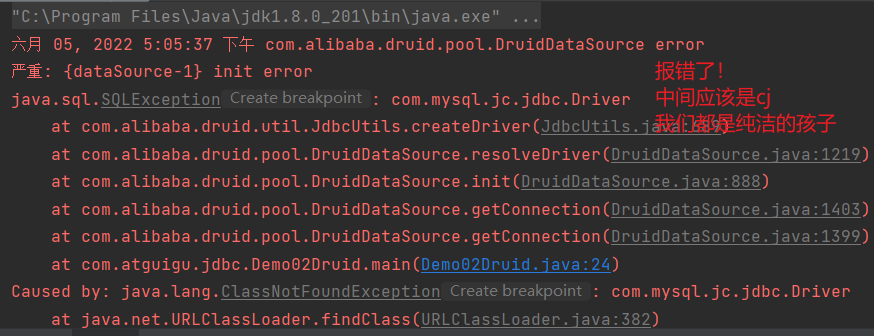 "C:\Program Files\Java\jdk1.8.0_201\bin\java.exe" ...
六月 05, 2022 5:05:37 下午 com.alibaba.druid.pool.DruidDataSource error
严重: {dataSource-1} init error
报错了!
java.sql.SQLException Create breakpoint : com.mysql.jc.jdbc.Driver
中间应该是cj
at com.alibaba.druid.util.JdbcUtils.createDriver(JdbcUtils.java
我们都是纯洁的孩子
at com.alibaba.druid.pool.DruidDataSource.resolveDriver(DruidDataSource.java:1219)
at com.alibaba.druid.pool.DruidDataSource.init(DruidDataSource.java:888)
at com.alibaba.druid.pool.DruidDataSource.getConnection(DruidDataSource.java:1403)
at com.alibaba.druid.pool.DruidDataSource.getConnection(DruidDataSource.java:1399)
at com.atguigu.jdbc.Demo02Druid.main(Demo02Druid.java:24)
Caused by: java.lang.ClassNotFoundException Create breakpoint : com.mysql.jc.jdbc.Driver
at java.net.URLClassLoader.findClass(URLClassLoader.java:382)